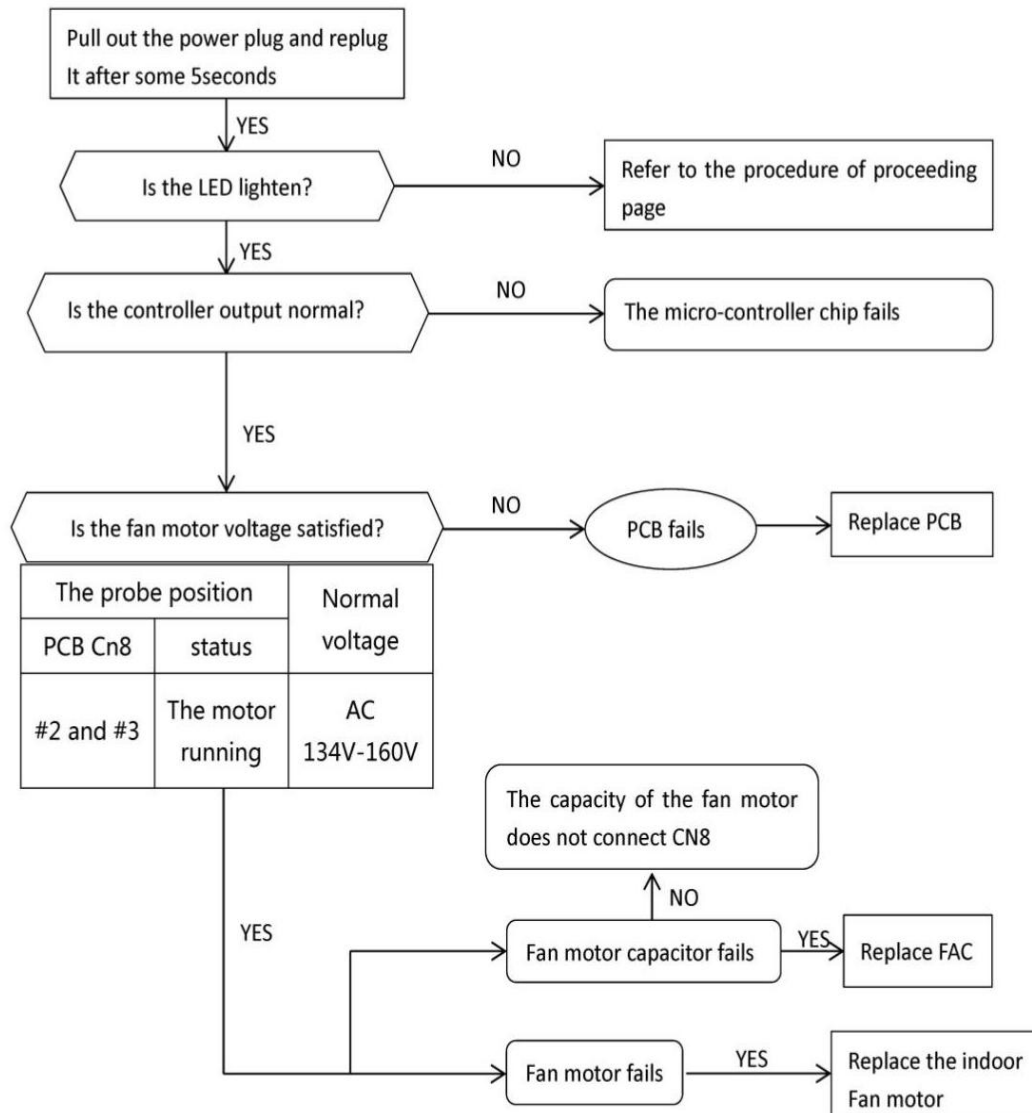 Pull out the power plug and replug
It after some 5seconds
YES
Is the LED lighten?
NO
Refer to the procedure of proceeding
page
YES
Is the controller output normal?
NO
The micro-controller chip fails
YES
Is the fan motor voltage satisfied?
NO
PCB fails
Replace PCB
The probe position
Normal
voltage
PCB Cn8
status
#2 and #3
The motor
running
AC
134V-160V
The capacity of the fan motor
does not connect CN8
NO
YES
Fan motor capacitor fails
YES
Replace FAC
Fan motor fails
YES
Replace the indoor
Fan motor